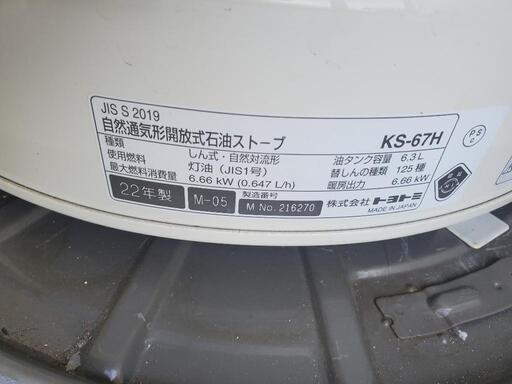 JIS S 2019
自然通気形開放式石油ストーブ KS-67H
種類 しん式・自然対流形 油タンク容量 6.3L
使用燃料 灯油（JIS1号） 替しんの種類 125種
最大燃料消費量 6.66 kW (0.647 L/h) 暖房出力 6.66 kW
22年製 M-05 製造番号 M No.216270 株式会社トヨトミ
MADE IN JAPAN
PS
C